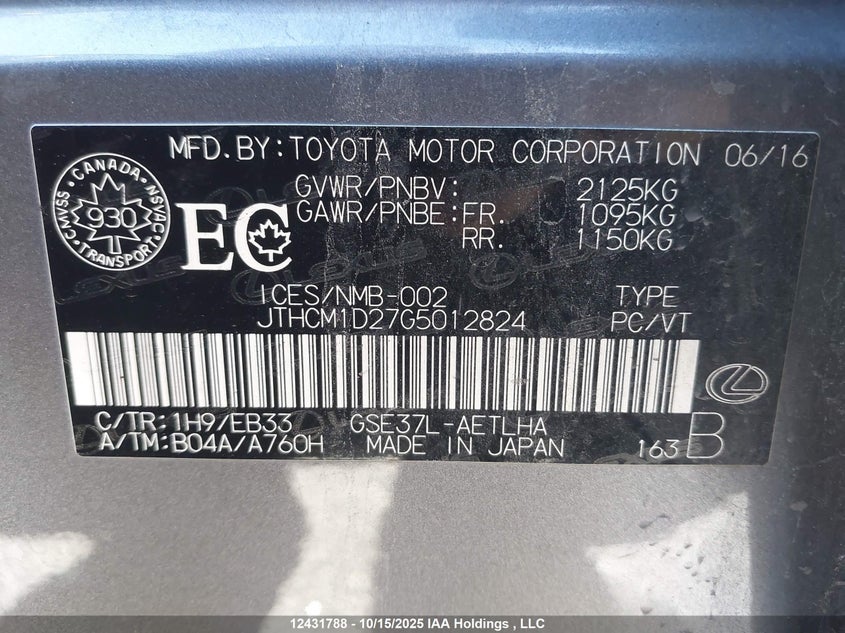 MFD.BY:TOYOTA MOTOR CORPORATION 06/16
GVWR/PNBV: 2125KG
GAWR/PNBE:FR. 1095KG
RR. 1150KG
CANADA
CMVSS 930 NSVAC
TRANSPORT
EC
ICES/NMB-002 TYPE
JTHCM1D27G5012824 PC/VT
C/TR:1H9/EB33 GSE37L-AETLHA
A/TM:B04A/A760H MADE IN JAPAN 163 B
12431788 - 10/15/2025 IAA Holdings , LLC